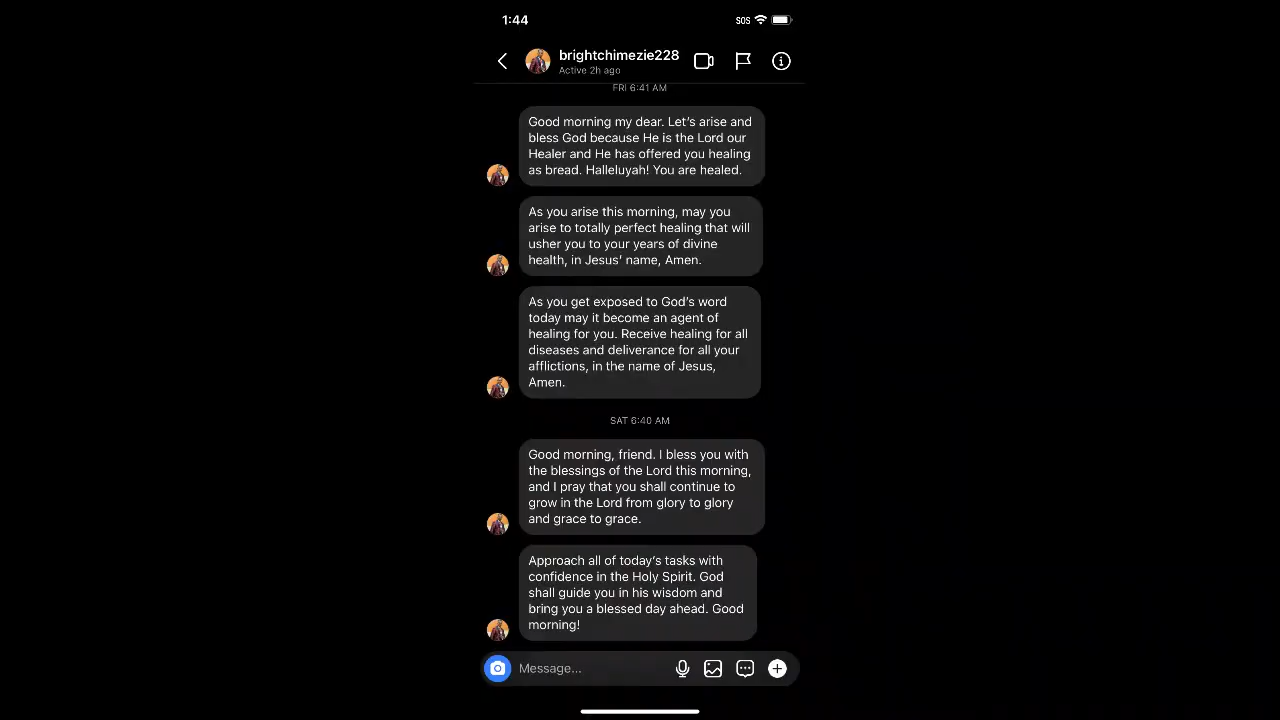 1:44
SOS
brightchimezie228
Active 2h ago
FRI 6:41 AM
Good morning my dear. Let's arise and
bless God because He is the Lord our
Healer and He has offered you healing
as bread. Halleluyah! You are healed.
As you arise this morning, may you
arise to totally perfect healing that will
usher you to your years of divine
health, in Jesus' name, Amen.
As you get exposed to God's word
today may it become an agent of
healing for you. Receive healing for all
diseases and deliverance for all your
afflictions, in the name of Jesus,
Amen.
SAT 6:40 AM
Good morning, friend. I bless you with
the blessings of the Lord this morning,
and I pray that you shall continue to
grow in the Lord from glory to glory
and grace to grace.
Approach all of today's tasks with
confidence in the Holy Spirit. God
shall guide you in his wisdom and
bring you a blessed day ahead. Good
morning!
Message...